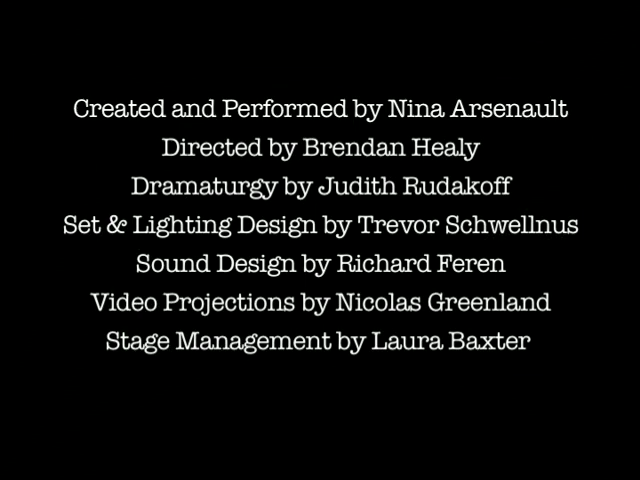 Created and Performed by Nina Arsenault
Directed by Brendan Healy
Dramaturgy by Judith Rudakoff
Set & Lighting Design by Trevor Schwellnus
Sound Design by Richard Feren
Video Projections by Nicolas Greenland
Stage Management by Laura Baxter